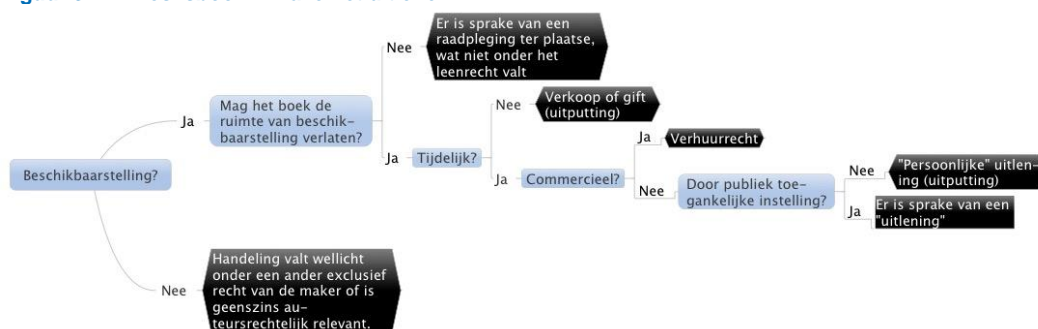 Er is sprake van een
raadpleging ter plaatse,
wat niet onder het
leenrecht valt
Nee
Mag het boek de
ruimte van beschik-
baarstelling verlaten?
Ja
Nee
Verkoop of gift
(uitputting)
Ja
Tijdelijk?
Ja
Verhuurrecht
Ja
Commercieel?
Nee
Door publiek toe-
gankelijke instelling?
Nee
"Persoonlijke" uitlen-
ing (uitputting)
Ja
Er is sprake van een
"uitlening"
Beschikbaarstelling?
Nee
Handeling valt wellicht
onder een ander exclusief
recht van de maker of is
geenszins au-
teursrechtelijk relevant.